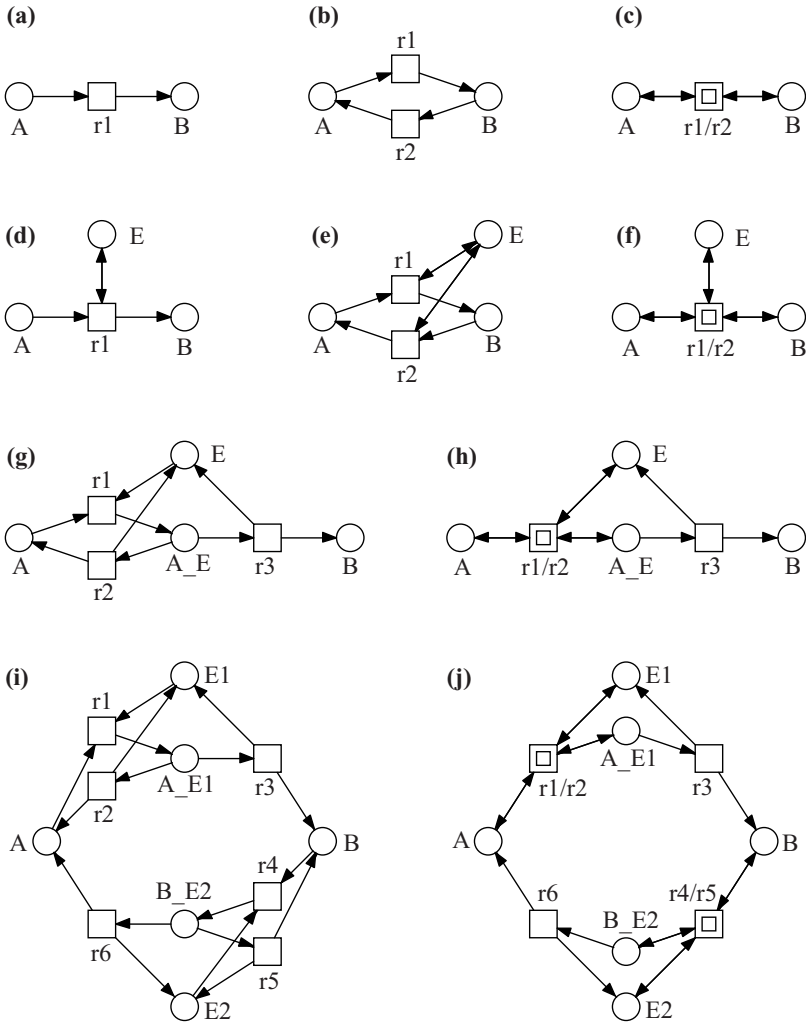 (a)
A
r1
B
(b)
r1
A
B
r2
(c)
A
r1/r2
B
(d)
E
A
r1
B
(e)
E
r1
A
B
r2
(f)
E
A
r1/r2
B
(g)
E
r1
A
r2
A_E
r3
B
(h)
E
A
r1/r2
A_E
r3
B
(i)
E1
r1
r2
A_E1
r3
A
B
r4
B_E2
r6
r5
E2
(j)
E1
A_E1
r1/r2
r3
A
B
r6
r4/r5
B_E2
E2